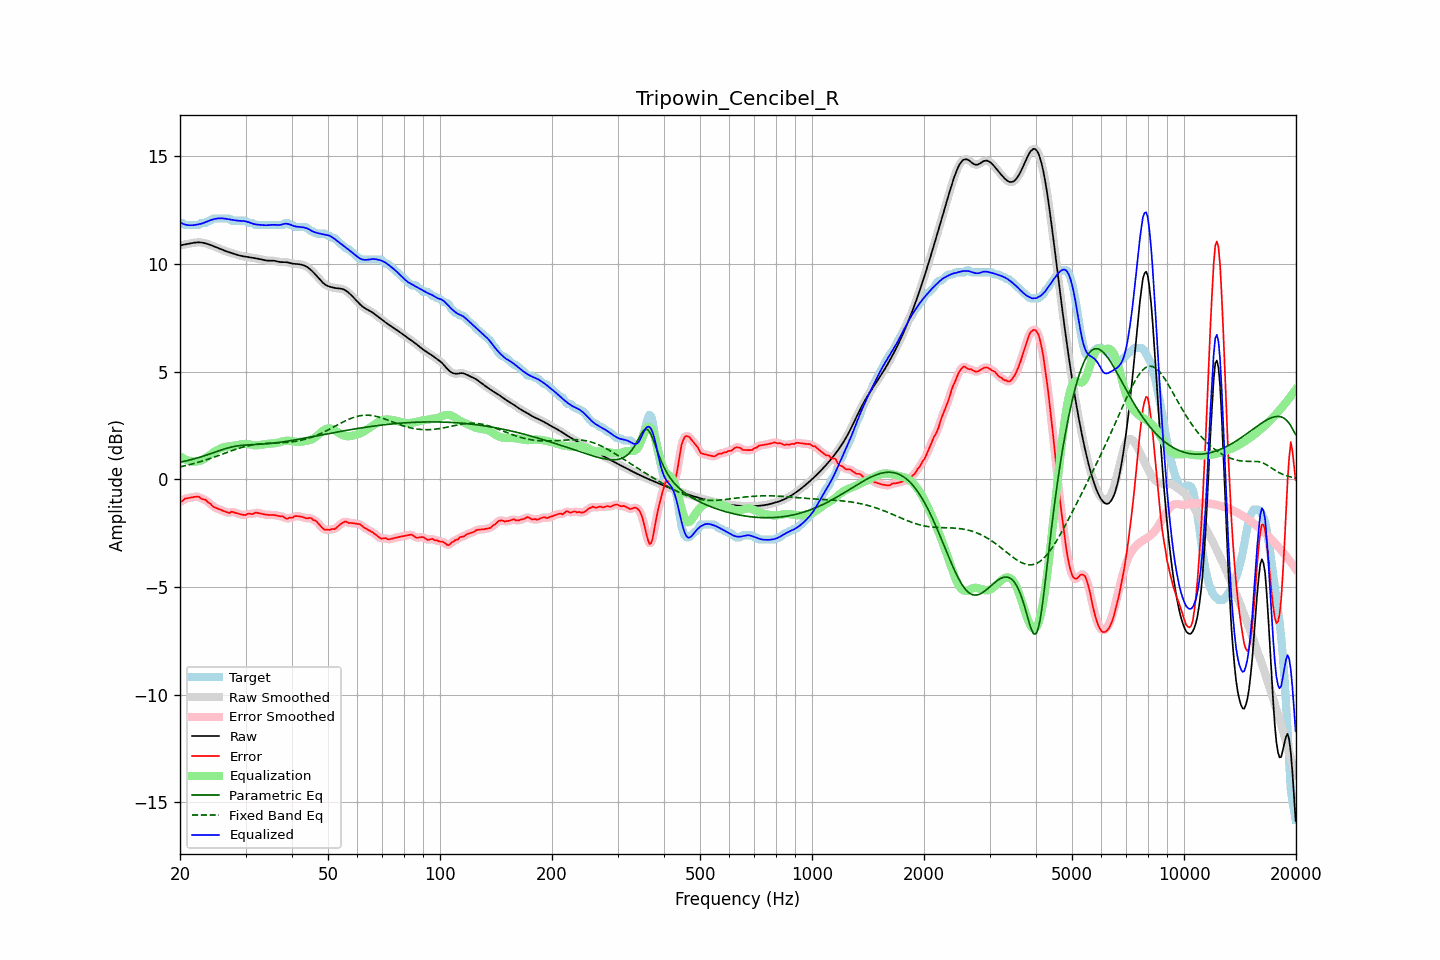 Tripowin_Cencibel_R
Amplitude (dBr)
15
10
5
0
−5
−10
−15
Target
Raw Smoothed
Error Smoothed
Raw
Error
Equalization
Parametric Eq
Fixed Band Eq
Equalized
20 50 100 200 500 1000 2000 5000 10000 20000
Frequency (Hz)